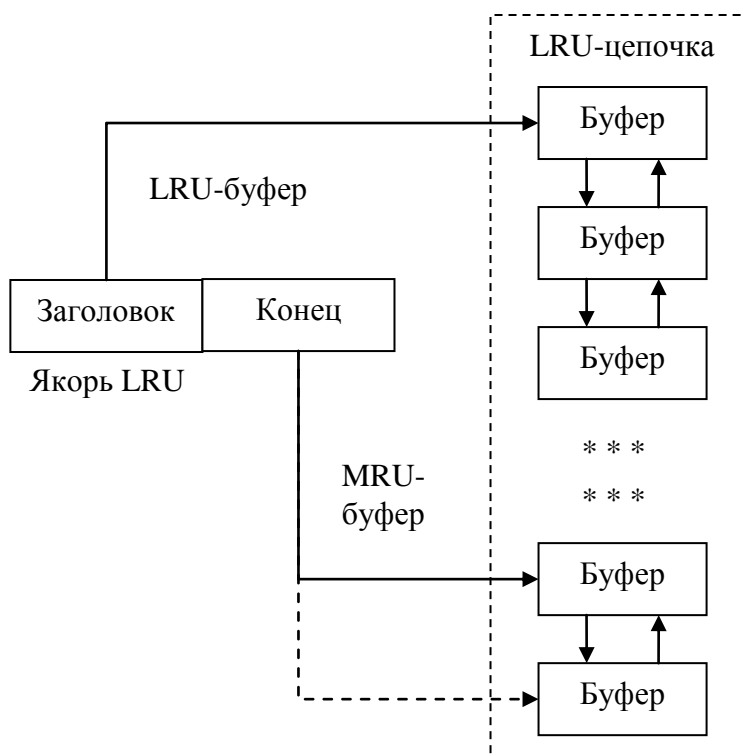 LRU-цепочка
Буфер
LRU-буфер
Буфер
Заголовок
Конец
Буфер
Якорь LRU
* * *
MRU-
буфер
* * *
Буфер
Буфер